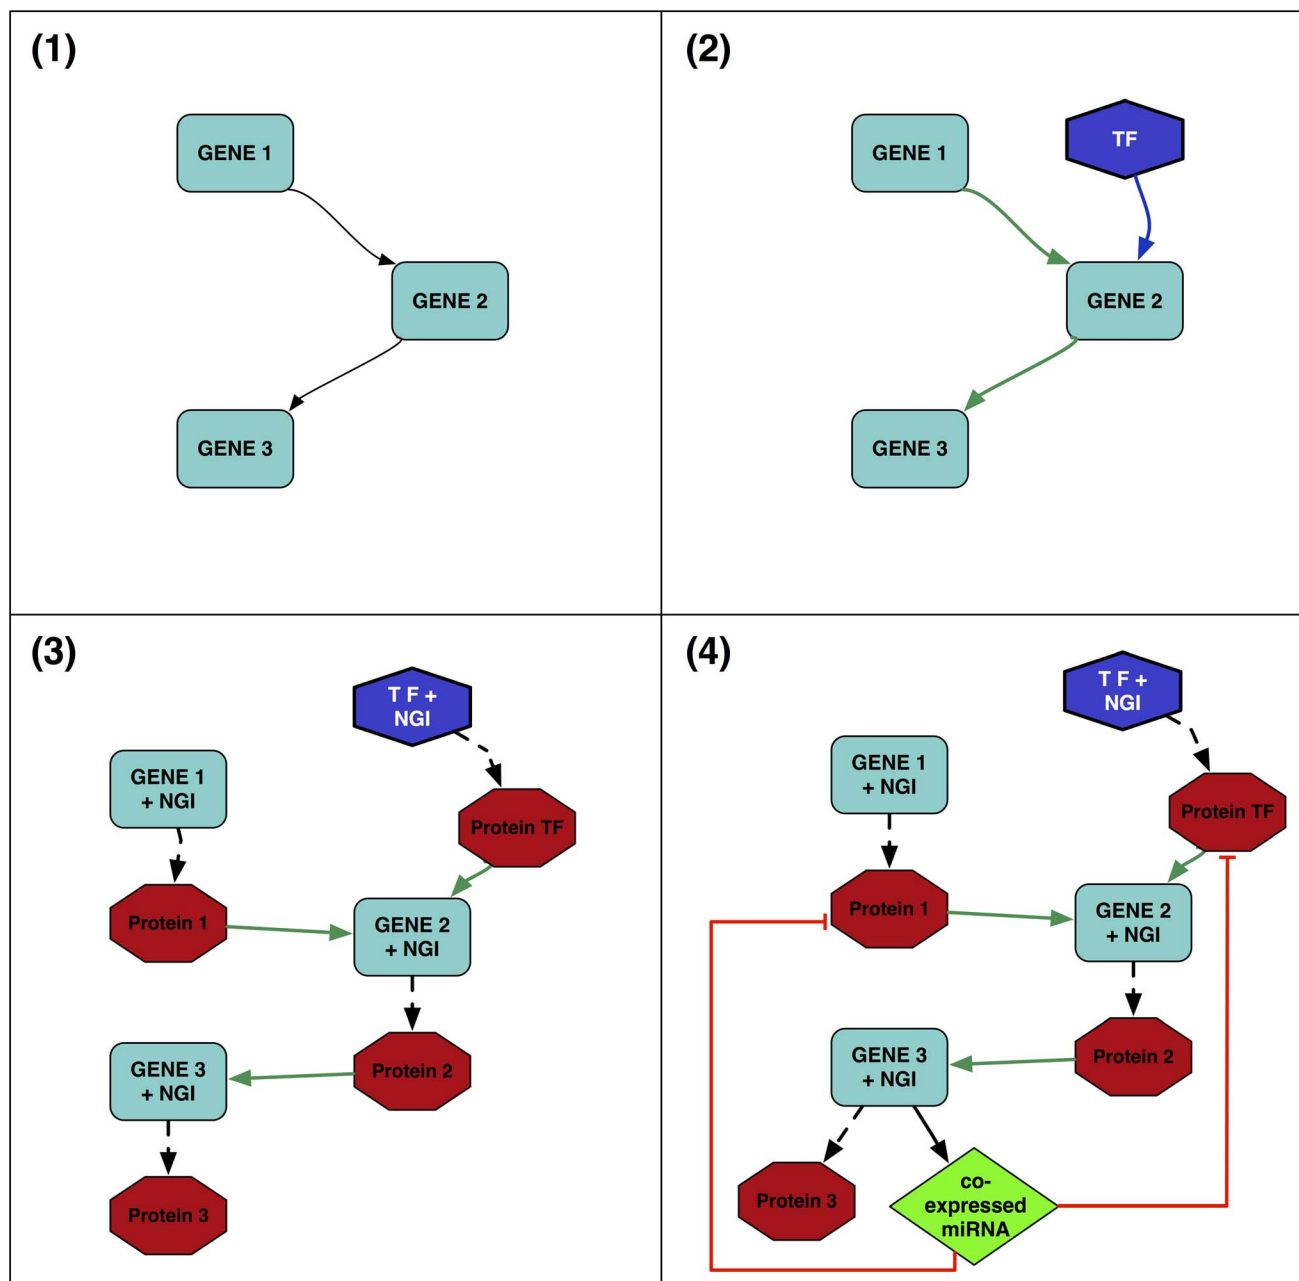 (1)
GENE 1
GENE 2
GENE 3
(2)
GENE 1
TF
GENE 2
GENE 3
(3)
T F +
NGI
GENE 1
+ NGI
Protein TF
Protein 1
GENE 2
+ NGI
GENE 3
+ NGI
Protein 2
Protein 3
(4)
T F +
NGI
GENE 1
+ NGI
Protein TF
Protein 1
GENE 2
+ NGI
GENE 3
+ NGI
Protein 2
Protein 3
co-
expressed
miRNA